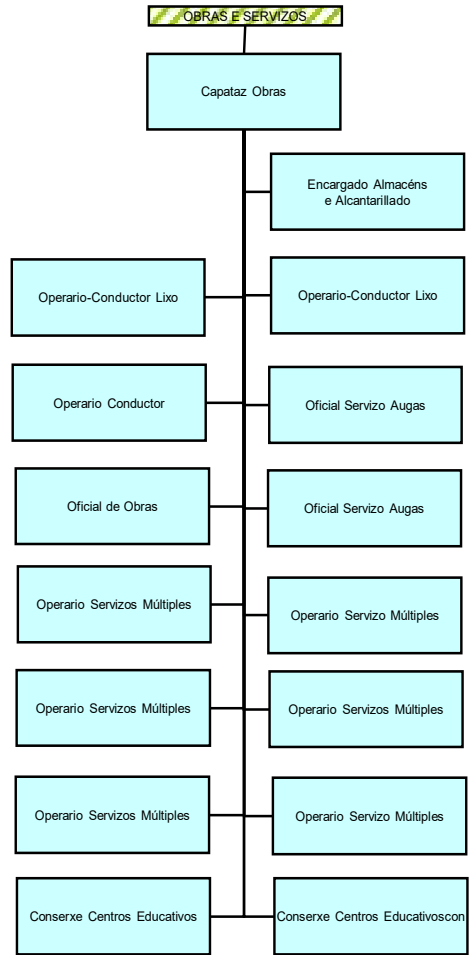 OBRAS E SERVIZOS
Capataz Obras
Encargado Almacéns
e Alcantarillado
Operario-Conductor Lixo
Operario-Conductor Lixo
Operario Conductor
Oficial Servizo Augas
Oficial de Obras
Oficial Servizo Augas
Operario Servizos Múltiples
Operario Servizo Múltiples
Operario Servizos Múltiples
Operario Servizos Múltiples
Operario Servizos Múltiples
Operario Servizo Múltiples
Conserxe Centros Educativos
Conserxe Centros Educativoscon